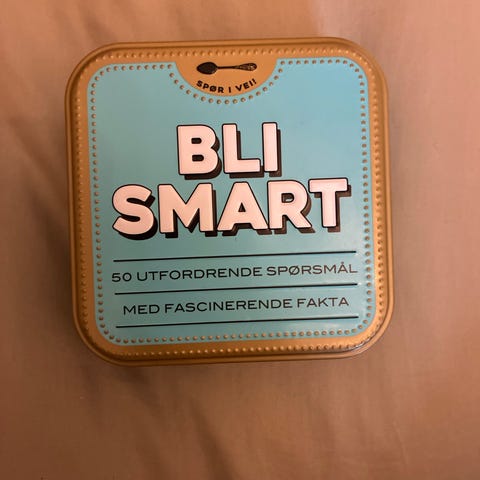 SPØR I VEI!
BLI
SMART
50 UTFORDRENDE SPØRSMÅL
MED FASCINERENDE FAKTA